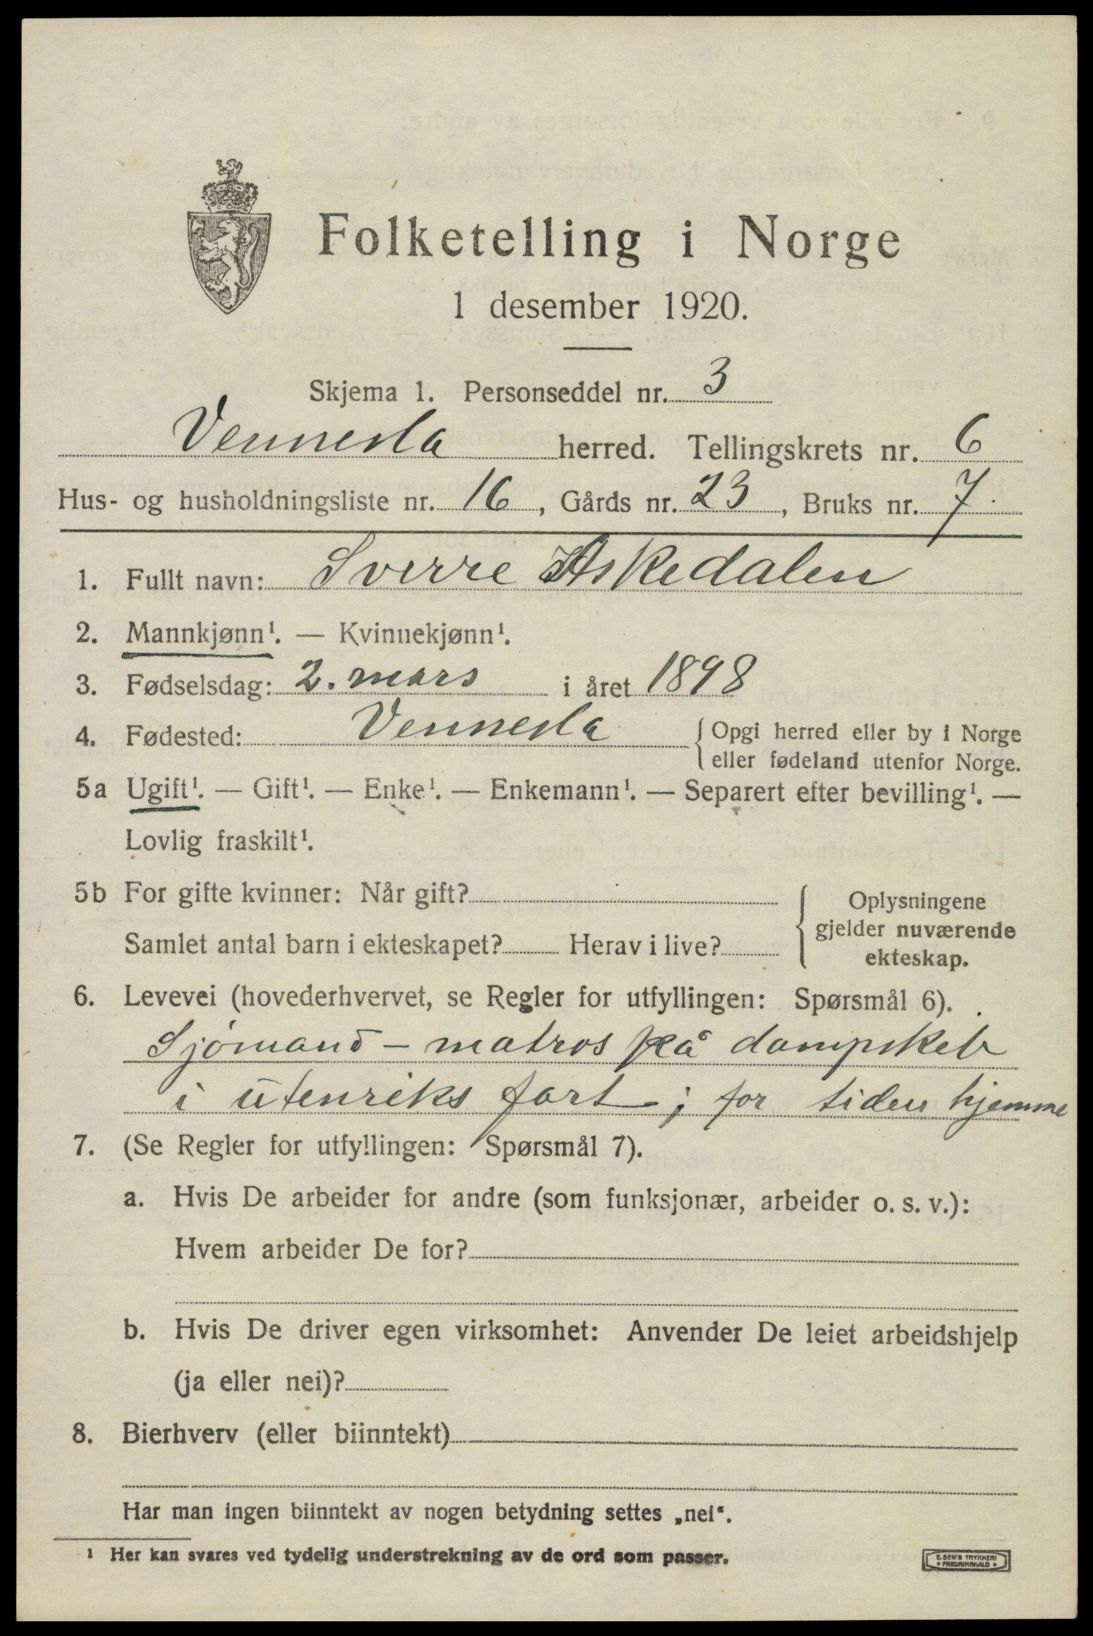 Folketelling i Norge
1 desember 1920.
Skjema 1. Personseddel nr. 3
Vennesla herred. Tellingskrets nr. 6
Hus- og husholdningsliste nr. 16, Gårds nr. 23, Bruks nr. 7.
1. Fullt navn: Sverre Askedalen
2. Mannkjønn¹. — Kvinnekjønn¹.
3. Fødselsdag: 2. mars i året 1898
4. Fødested: Vennesla { Opgi herred eller by i Norge
eller fødeland utenfor Norge.
5a Ugift¹. — Gift¹. — Enke¹. — Enkemann¹. — Separert efter bevilling¹. —
Lovlig fraskilt¹.
5b For gifte kvinner: Når gift?
Samlet antal barn i ekteskapet? Herav i live?
{ Oplysningene
gjelder nuværende
ekteskap.
6. Levevei (hovederhvervet, se Regler for utfyllingen: Spørsmål 6).
Sjømand - matros på dampskib
i utenriks fart ; for tiden hjemme
7. (Se Regler for utfyllingen: Spørsmål 7).
a. Hvis De arbeider for andre (som funksjonær, arbeider o. s. v.):
Hvem arbeider De for?
b. Hvis De driver egen virksomhet: Anvender De leiet arbeidshjelp
(ja eller nei)?
8. Bierhverv (eller biinntekt)
Har man ingen biinntekt av nogen betydning settes „nei“.
¹ Her kan svares ved tydelig understrekning av de ord som passer.
E. SEM'S TRYKKERI
* FREDRIKSHALD *